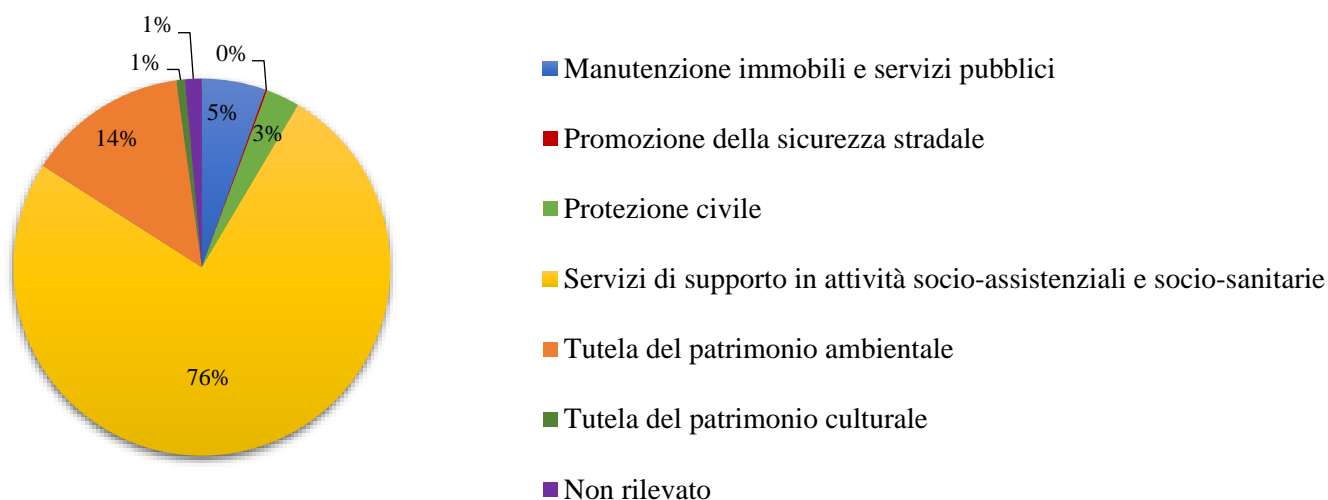 1%
0%
1%
5%
3%
14%
76%
Manutenzione immobili e servizi pubblici
Promozione della sicurezza stradale
Protezione civile
Servizi di supporto in attività socio-assistenziali e socio-sanitarie
Tutela del patrimonio ambientale
Tutela del patrimonio culturale
Non rilevato